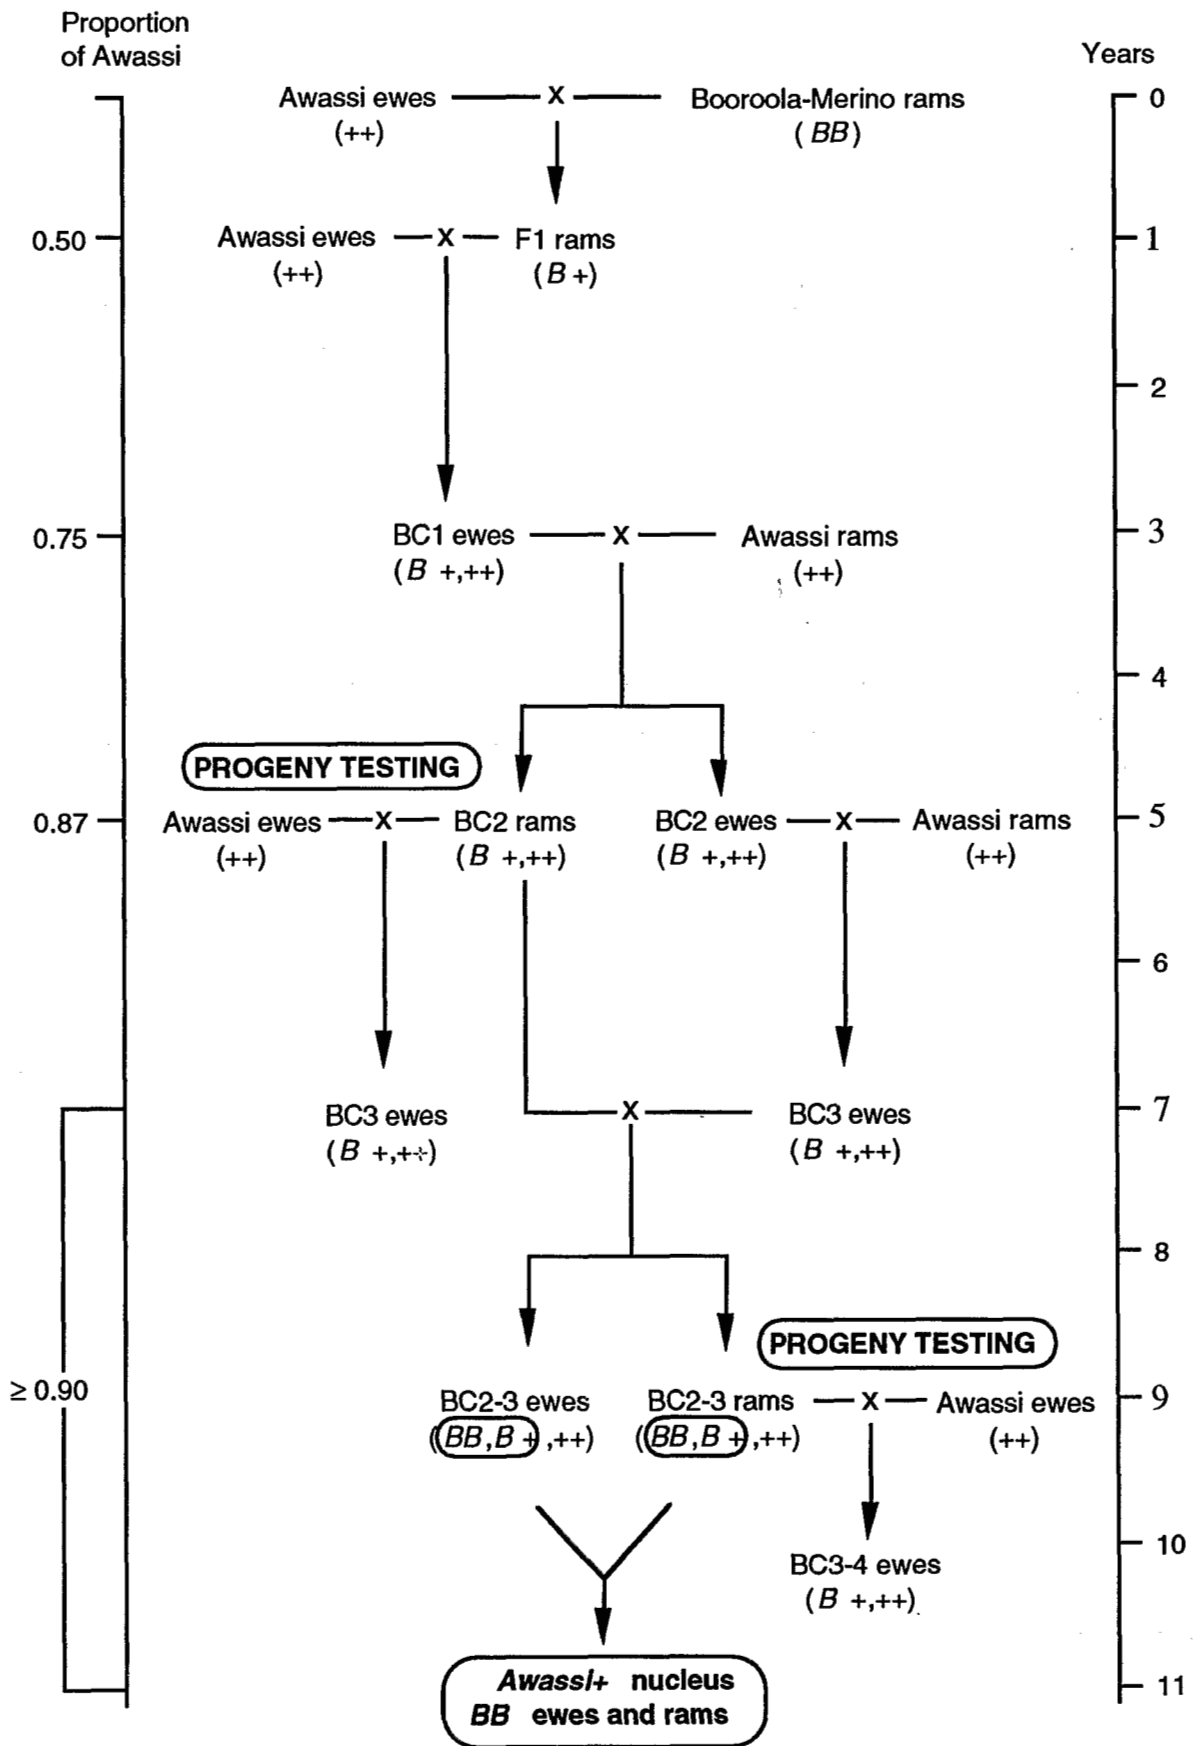 Proportion
of Awassi
Years
Awassi ewes
X
Booroola-Merino rams
0
(++)
(BB)
0.50
Awassi ewes
X
F1 rams
1
(++)
(B +)
2
0.75
BC1 ewes
X
Awassi rams
3
(B +,++)
(++)
4
PROGENY TESTING
0.87
Awassi ewes
X
BC2 rams
BC2 ewes
X
Awassi rams
5
(++)
(B +,++)
(B +,++)
(++)
6
BC3 ewes
X
BC3 ewes
7
(B +,++)
(B +,++)
8
PROGENY TESTING
≥ 0.90
BC2-3 ewes
BC2-3 rams
X
Awassi ewes
9
(BB,B + ,++)
(BB,B + ,++)
(++)
10
BC3-4 ewes
(B +,++)
Awassi+ nucleus
BB ewes and rams
11